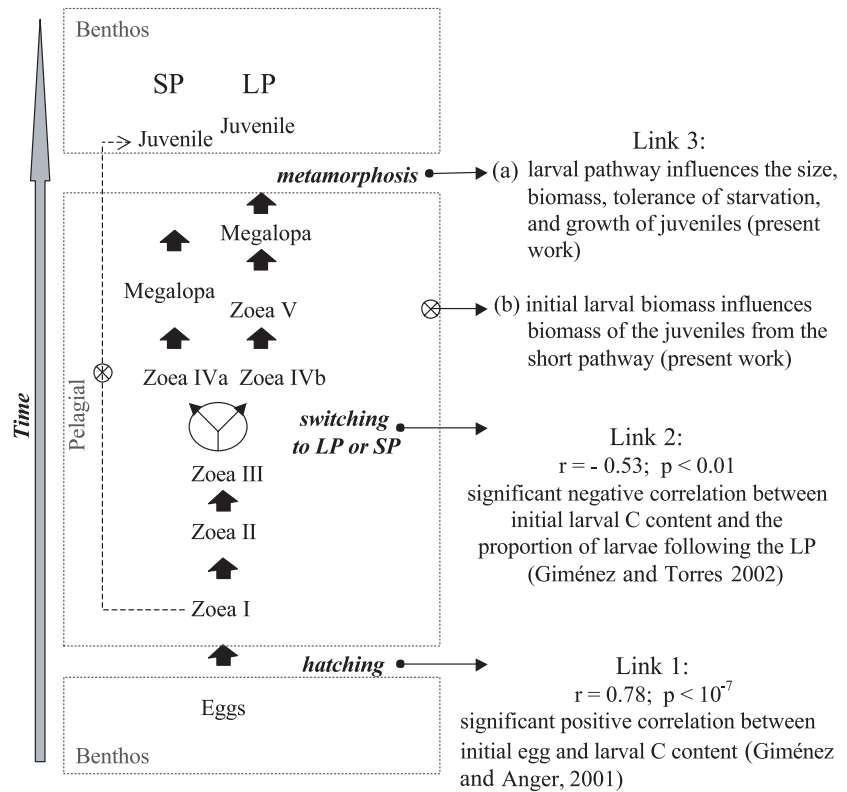 Benthos
SP LP
Juvenile Juvenile
metamorphosis
Megalopa
Megalopa
Zoea V
Zoea IVa Zoea IVb
switching
to LP or SP
Zoea III
Zoea II
Zoea I
Pelagial
Time
hatching
Eggs
Benthos
Link 3:
(a) larval pathway influences the size,
biomass, tolerance of starvation,
and growth of juveniles (present
work)
(b) initial larval biomass influences
biomass of the juveniles from the
short pathway (present work)
Link 2:
r = - 0.53; p < 0.01
significant negative correlation between
initial larval C content and the
proportion of larvae following the LP
(Giménez and Torres 2002)
Link 1:
r = 0.78; p < 10⁻⁷
significant positive correlation between
initial egg and larval C content (Giménez
and Anger, 2001)